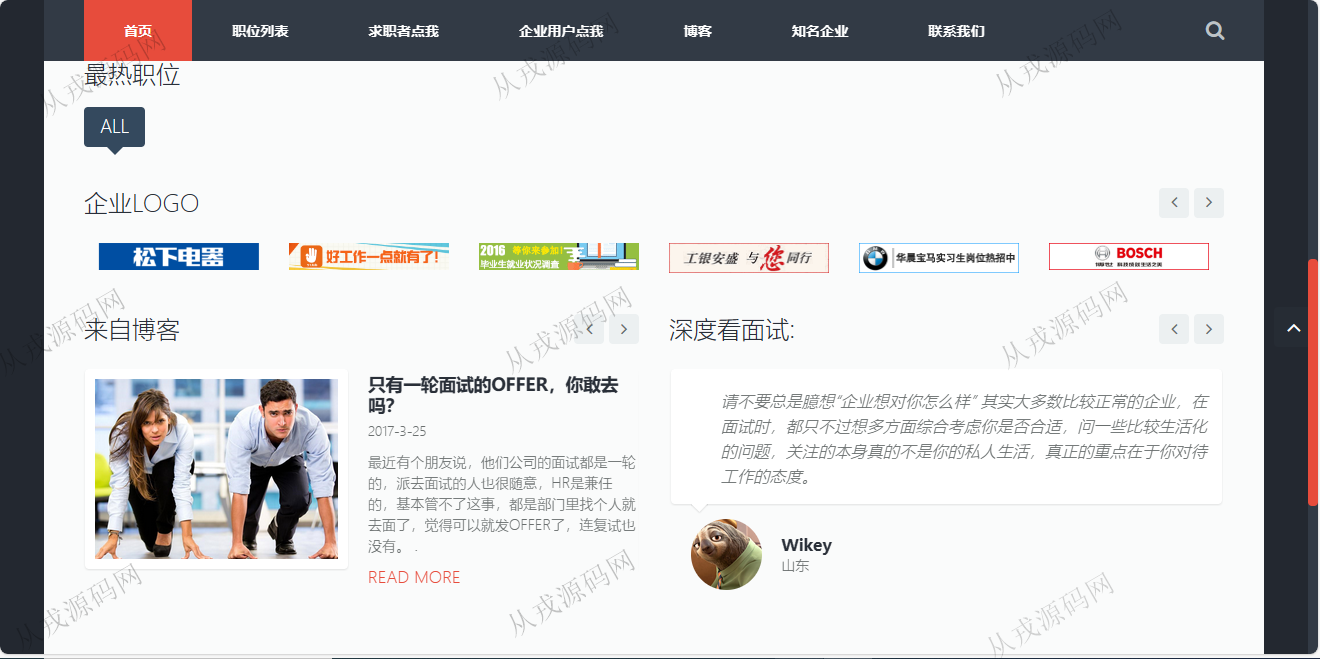 首页 职位列表 求职者点我 企业用户点我 博客 知名企业 联系我们
最热职位
ALL
企业LOGO
松下电器
好工作一点就有了!
2016 等你来参加!
毕业生就业状况调查
工银安盛 与您同行
华晨宝马实习生岗位热招中
BOSCH
科技成就生活之美
来自博客
深度看面试:
只有一轮面试的OFFER，你敢去
吗?
2017-3-25
最近有个朋友说，他们公司的面试都是一轮
的，派去面试的人也很随意，HR是兼任
的，基本管不了这事，都是部门里找个人就
去面了，觉得可以就发OFFER了，连复试也
没有。 .
READ MORE
请不要总是臆想“企业想对你怎么样” 其实大多数比较正常的企业，在
面试时，都只不过想多方面综合考虑你是否合适，问一些比较生活化
的问题，关注的本身真的不是你的私人生活，真正的重点在于你对待
工作的态度。
Wikey
山东
从戎源码网
从戎源码网
从戎源码网
从戎源码网
从戎源码网
从戎源码网
从戎源码网
从戎源码网
从戎源码网